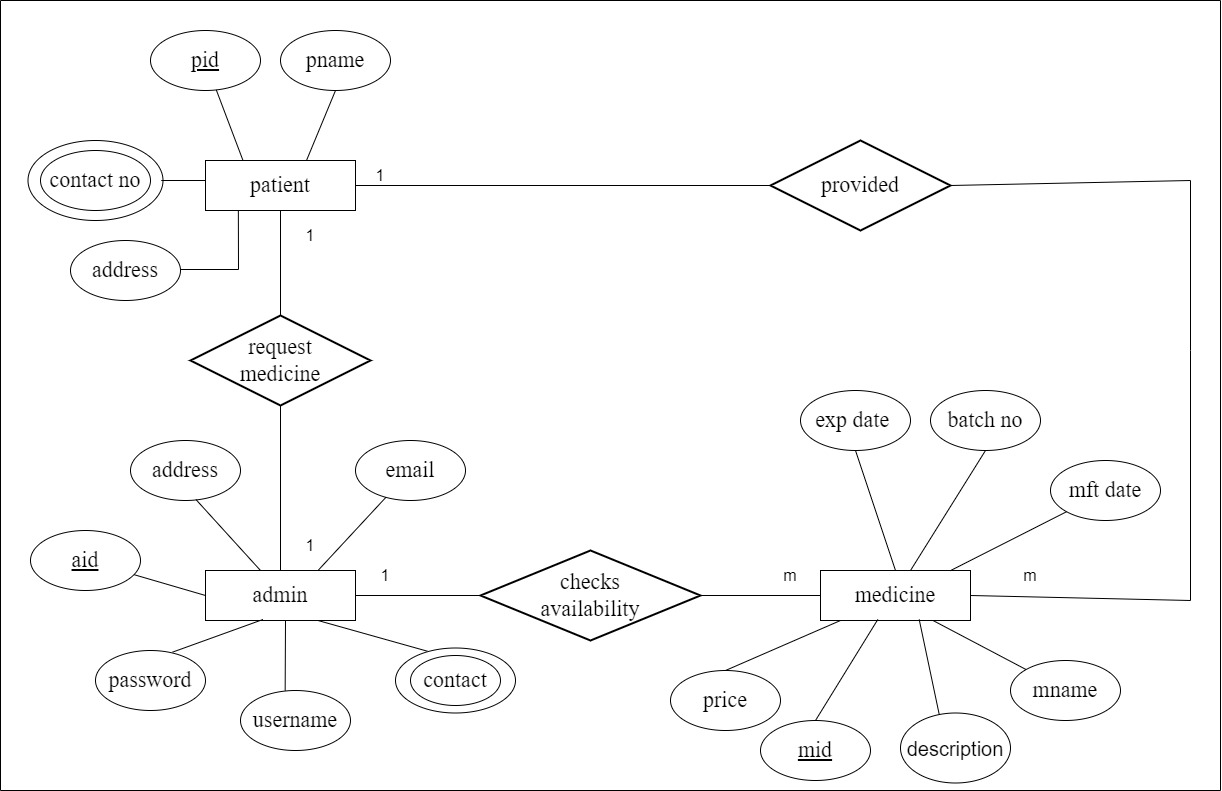 pid
pname
contact no
patient
1
provided
1
address
request
medicine
exp date
batch no
address
email
mft date
aid
1
admin
1
checks
availability
m
medicine
m
password
username
contact
price
mid
description
mname